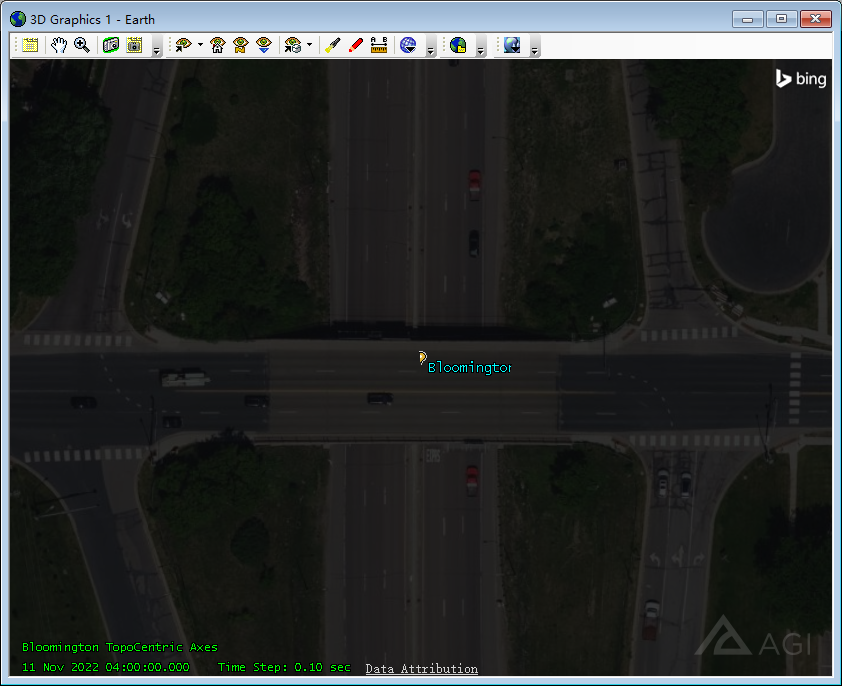 3D Graphics 1 - Earth
A B
bing
Bloomington
AGI
Bloomington TopoCentric Axes
11 Nov 2022 04:00:00.000 Time Step: 0.10 sec Data Attribution